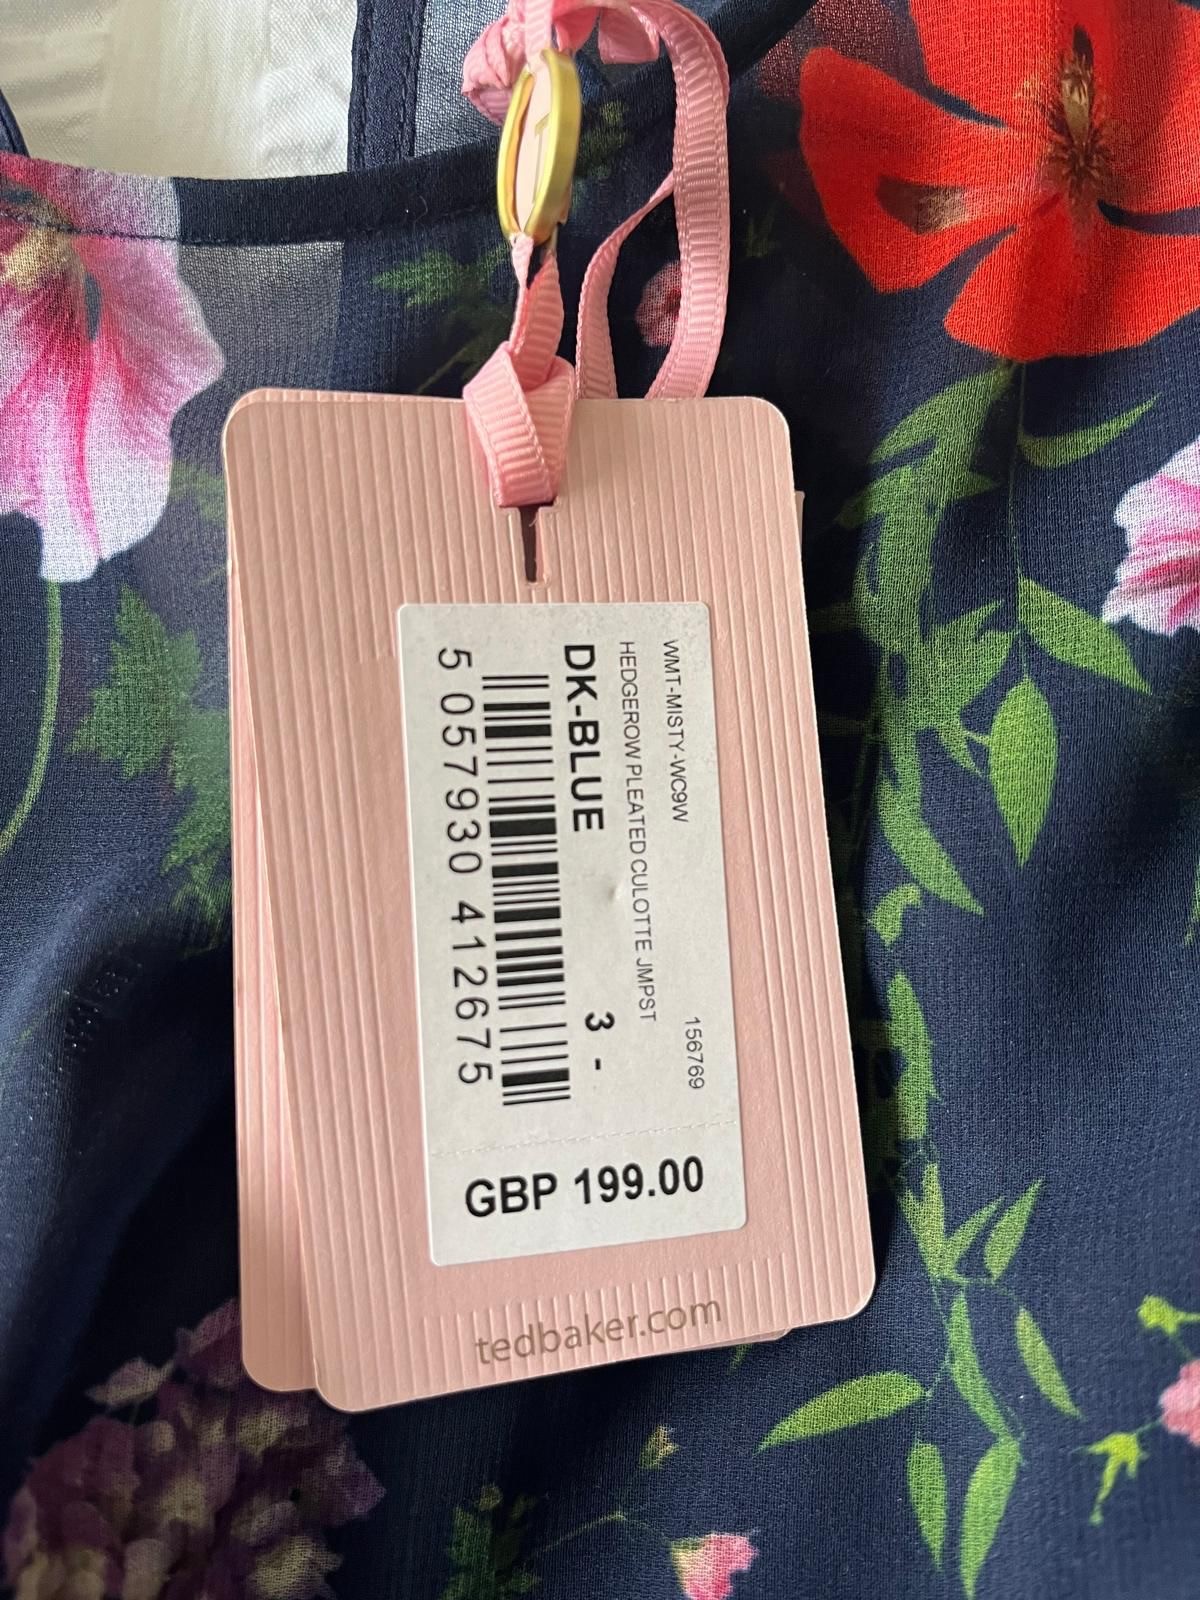 WMT-MISTY-WC9W 156769
HEDGEROW PLEATED CULOTTE JMPST
DK-BLUE 3 -
5 057930 412675
GBP 199.00
tedbaker.com